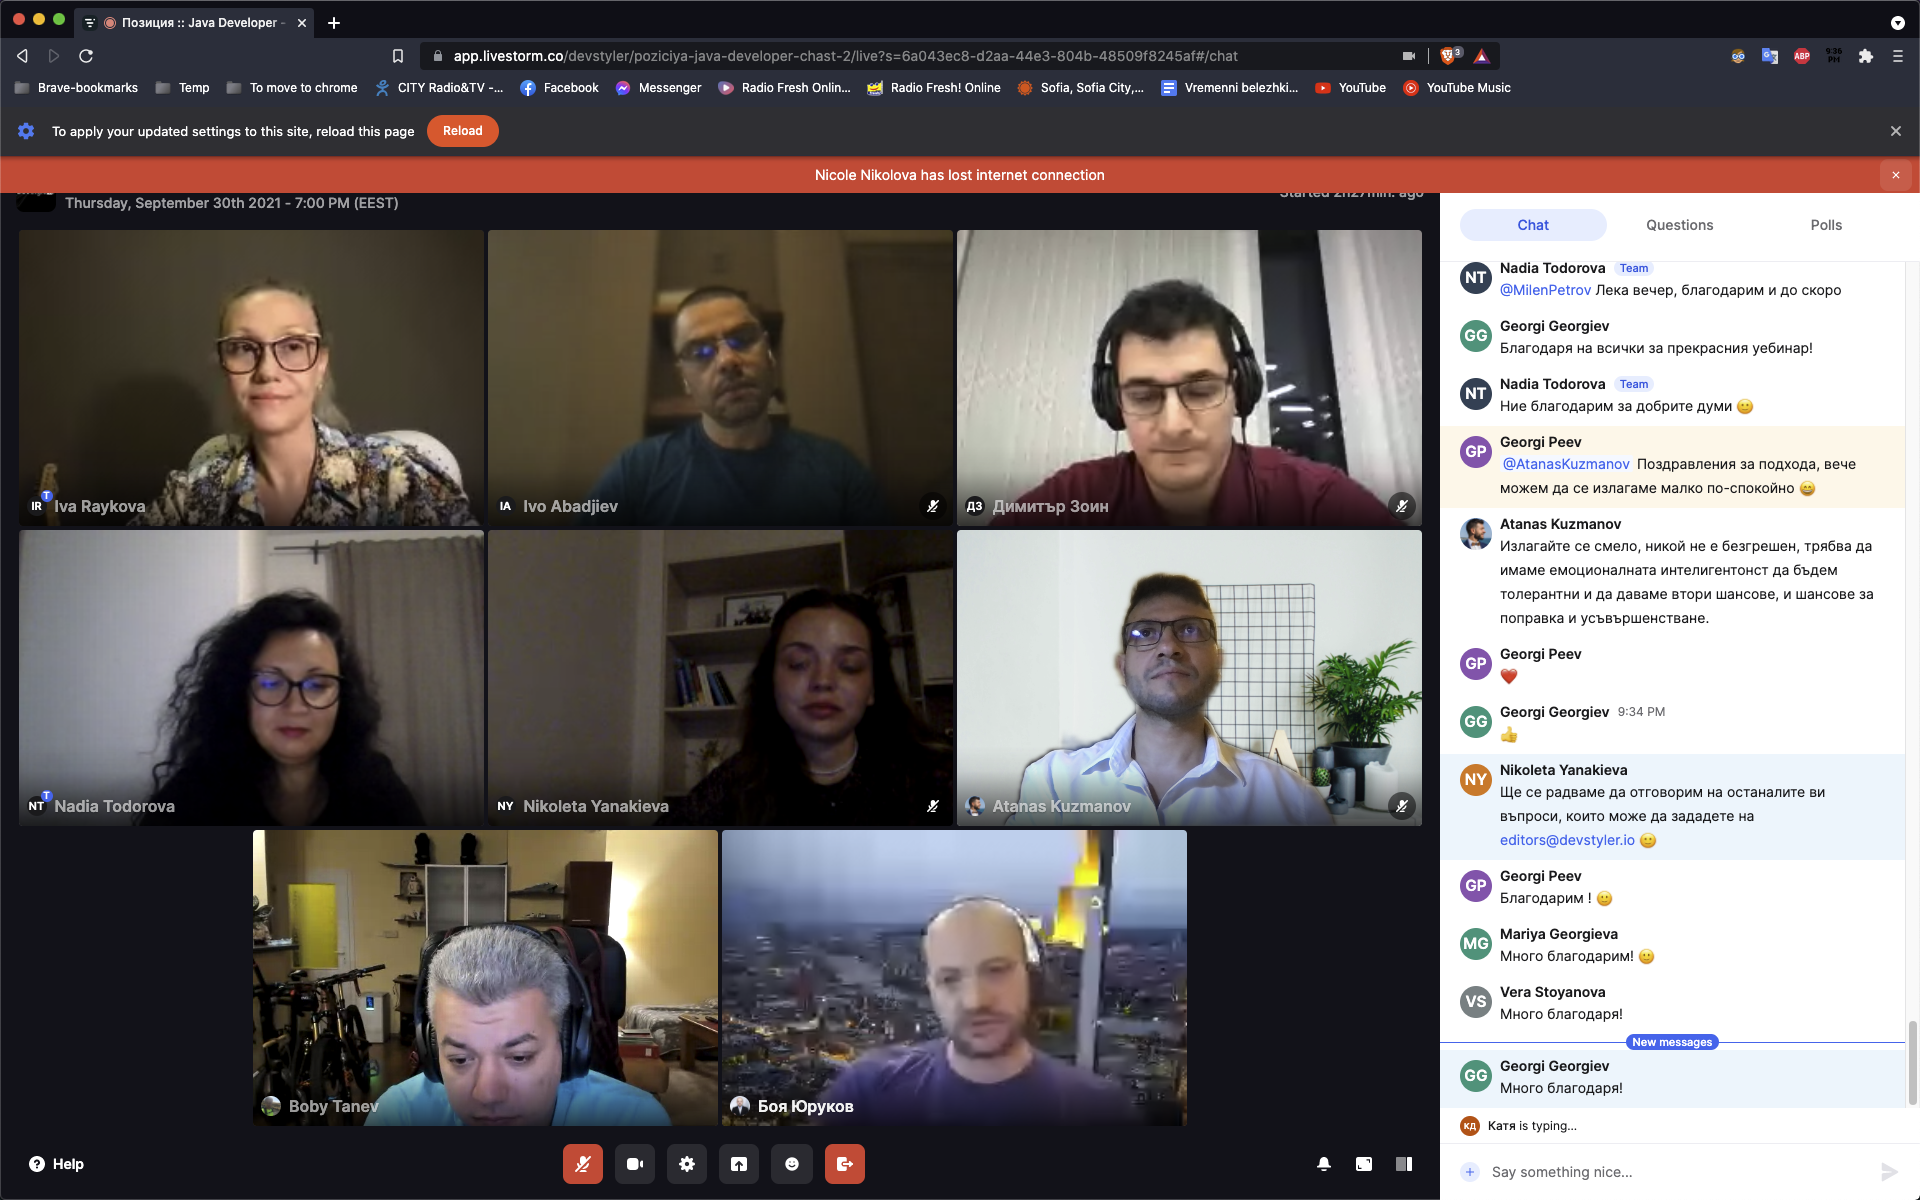 Позиция :: Java Developer -
app.livestorm.co/devstyler/poziciya-java-developer-chast-2/live?s=6a043ec8-d2aa-44e3-804b-48509f8245af#/chat
3
ABP
9:36
PM
Brave-bookmarks
Temp
To move to chrome
CITY Radio&TV -...
Facebook
Messenger
Radio Fresh Onlin...
Radio Fresh! Online
Sofia, Sofia City,...
Vremenni belezhki...
YouTube
YouTube Music
To apply your updated settings to this site, reload this page
Reload
Nicole Nikolova has lost internet connection
Thursday, September 30th 2021 - 7:00 PM (EEST)
Started 2h27min. ago
IR
T
Iva Raykova
IA
Ivo Abadjiev
ДЗ
Димитър Зоин
NT
T
Nadia Todorova
NY
Nikoleta Yanakieva
Atanas Kuzmanov
Boby Tanev
Боя Юруков
Help
Chat
Questions
Polls
NT
Nadia Todorova Team
@MilenPetrov Лека вечер, благодарим и до скоро
GG
Georgi Georgiev
Благодаря на всички за прекрасния уебинар!
NT
Nadia Todorova Team
Ние благодарим за добрите думи 🙂
GP
Georgi Peev
@AtanasKuzmanov Поздравления за подхода, вече
можем да се излагаме малко по-спокойно 😄
Atanas Kuzmanov
Излагайте се смело, никой не е безгрешен, трябва да
имаме емоционалната интелигентонст да бъдем
толерантни и да даваме втори шансове, и шансове за
поправка и усъвършенстване.
GP
Georgi Peev
❤️
GG
Georgi Georgiev 9:34 PM
👍
NY
Nikoleta Yanakieva
Ще се радваме да отговорим на останалите ви
въпроси, които може да зададете на
editors@devstyler.io 🙂
GP
Georgi Peev
Благодарим ! 🙂
MG
Mariya Georgieva
Много благодарим! 🙂
VS
Vera Stoyanova
Много благодаря!
New messages
GG
Georgi Georgiev
Много благодаря!
КД
Катя is typing...
Say something nice...